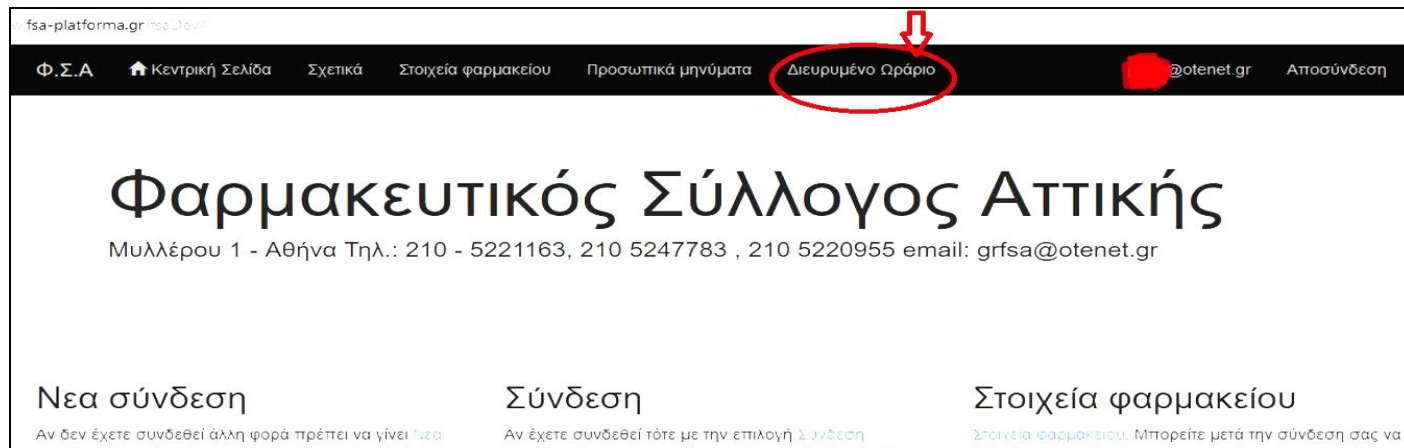 fsa-platforma.gr
Φ.Σ.Α Κεντρική Σελίδα Σχετικά Στοιχεία φαρμακείου Προσωπικά μηνύματα Διευρυμένο Ωράριο @otenet.gr Αποσύνδεση
Φαρμακευτικός Σύλλογος Αττικής
Μυλλέρου 1 - Αθήνα Τηλ.: 210 - 5221163, 210 5247783 , 210 5220955 email: grfsa@otenet.gr
Νεα σύνδεση Σύνδεση Στοιχεία φαρμακείου
Αν δεν έχετε συνδεθεί άλλη φορά πρέπει να γίνει Νεα Αν έχετε συνδεθεί τότε με την επιλογή Σύνδεση Στοιχεία φαρμακείου. Μπορείτε μετά την σύνδεση σας να